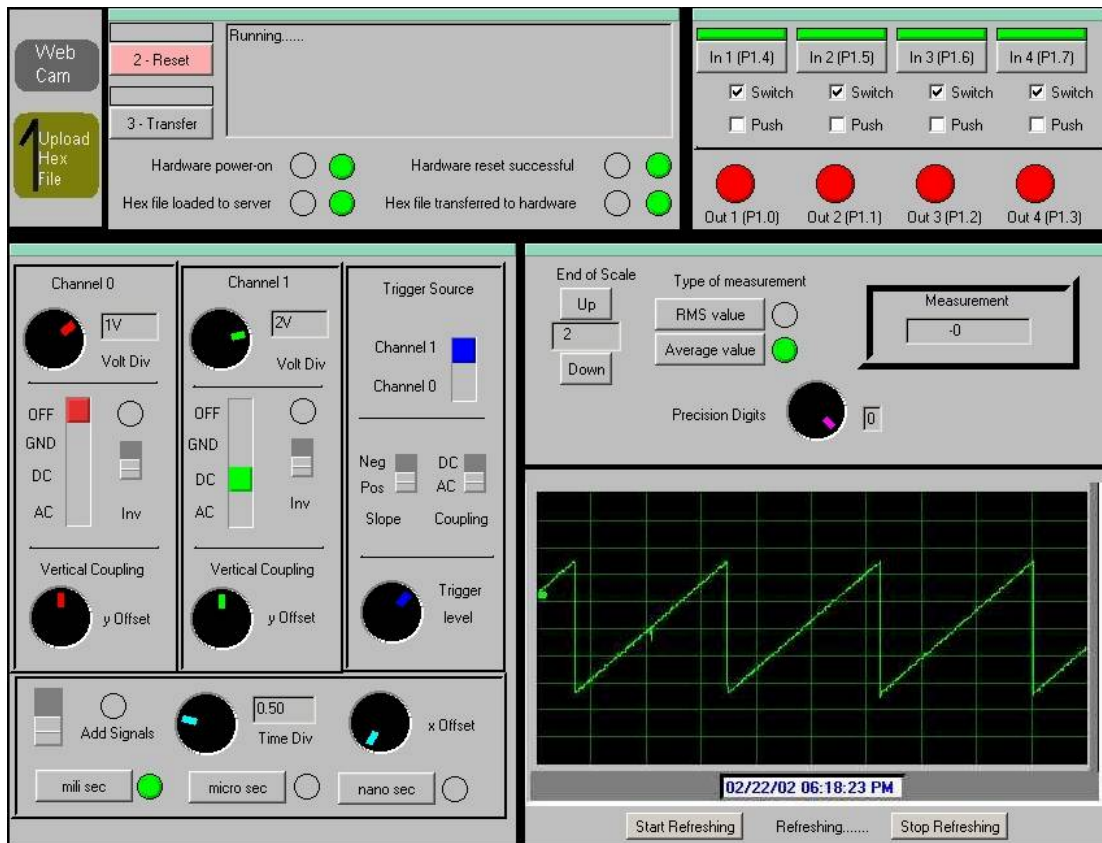 Web
Cam
1 Upload
Hex
File
2 - Reset
3 - Transfer
Running......
Hardware power-on
Hardware reset successful
Hex file loaded to server
Hex file transferred to hardware
In 1 (P1.4)
In 2 (P1.5)
In 3 (P1.6)
In 4 (P1.7)
Switch
Switch
Switch
Switch
Push
Push
Push
Push
Out 1 (P1.0)
Out 2 (P1.1)
Out 3 (P1.2)
Out 4 (P1.3)
Channel 0
1V
Volt Div
OFF
GND
DC
AC
Inv
Vertical Coupling
y Offset
Channel 1
2V
Volt Div
OFF
GND
DC
AC
Inv
Vertical Coupling
y Offset
Trigger Source
Channel 1
Channel 0
Neg
Pos
Slope
DC
AC
Coupling
Trigger
level
Add Signals
0.50
Time Div
x Offset
mili sec
micro sec
nano sec
End of Scale
Up
2
Down
Type of measurement
RMS value
Average value
Precision Digits
0
Measurement
-0
02/22/02 06:18:23 PM
Start Refreshing
Refreshing.......
Stop Refreshing